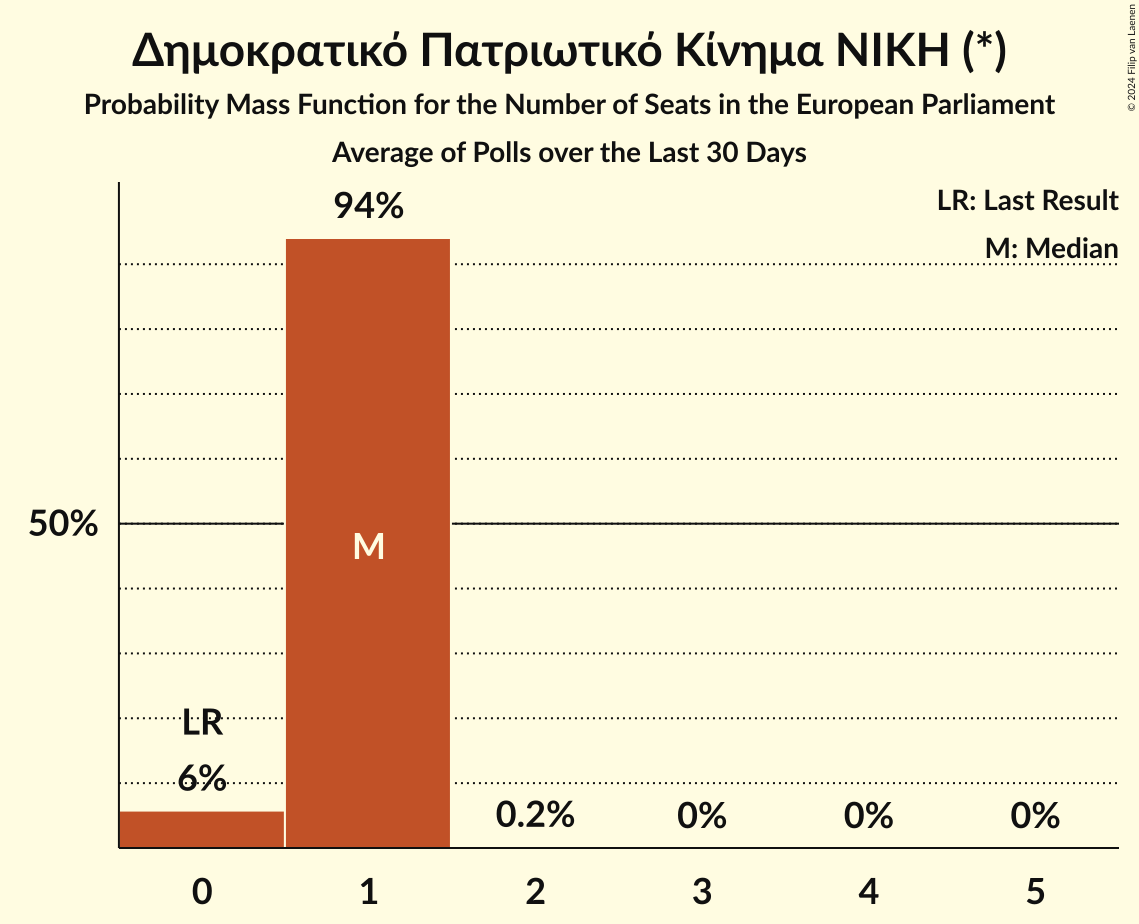 Δημοκρατικό Πατριωτικό Κίνημα ΝΙΚΗ (*)
Probability Mass Function for the Number of Seats in the European Parliament
Average of Polls over the Last 30 Days
© 2024 Filip van Laenen
LR: Last Result
M: Median
94%
50%
M
LR
6%
0.2%
0%
0%
0%
0
1
2
3
4
5